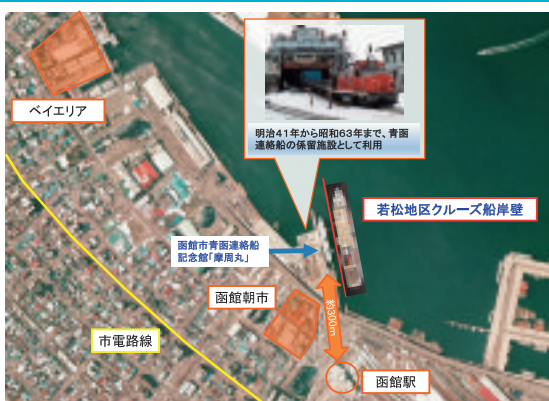 ベイエリア
明治41年から昭和63年まで、青函
連絡船の係留施設として利用
若松地区クルーズ船岸壁
函館市青函連絡船
記念館「摩周丸」
函館朝市
約300m
市電路線
函館駅